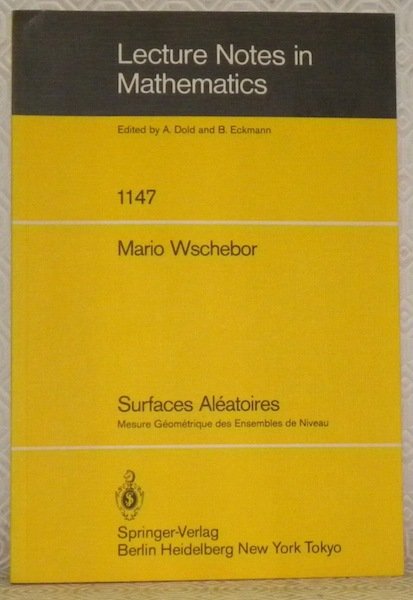 Lecture Notes in
Mathematics
Edited by A. Dold and B. Eckmann
1147
Mario Wschebor
Surfaces Aléatoires
Mesure Géométrique des Ensembles de Niveau
Springer-Verlag
Berlin Heidelberg New York Tokyo